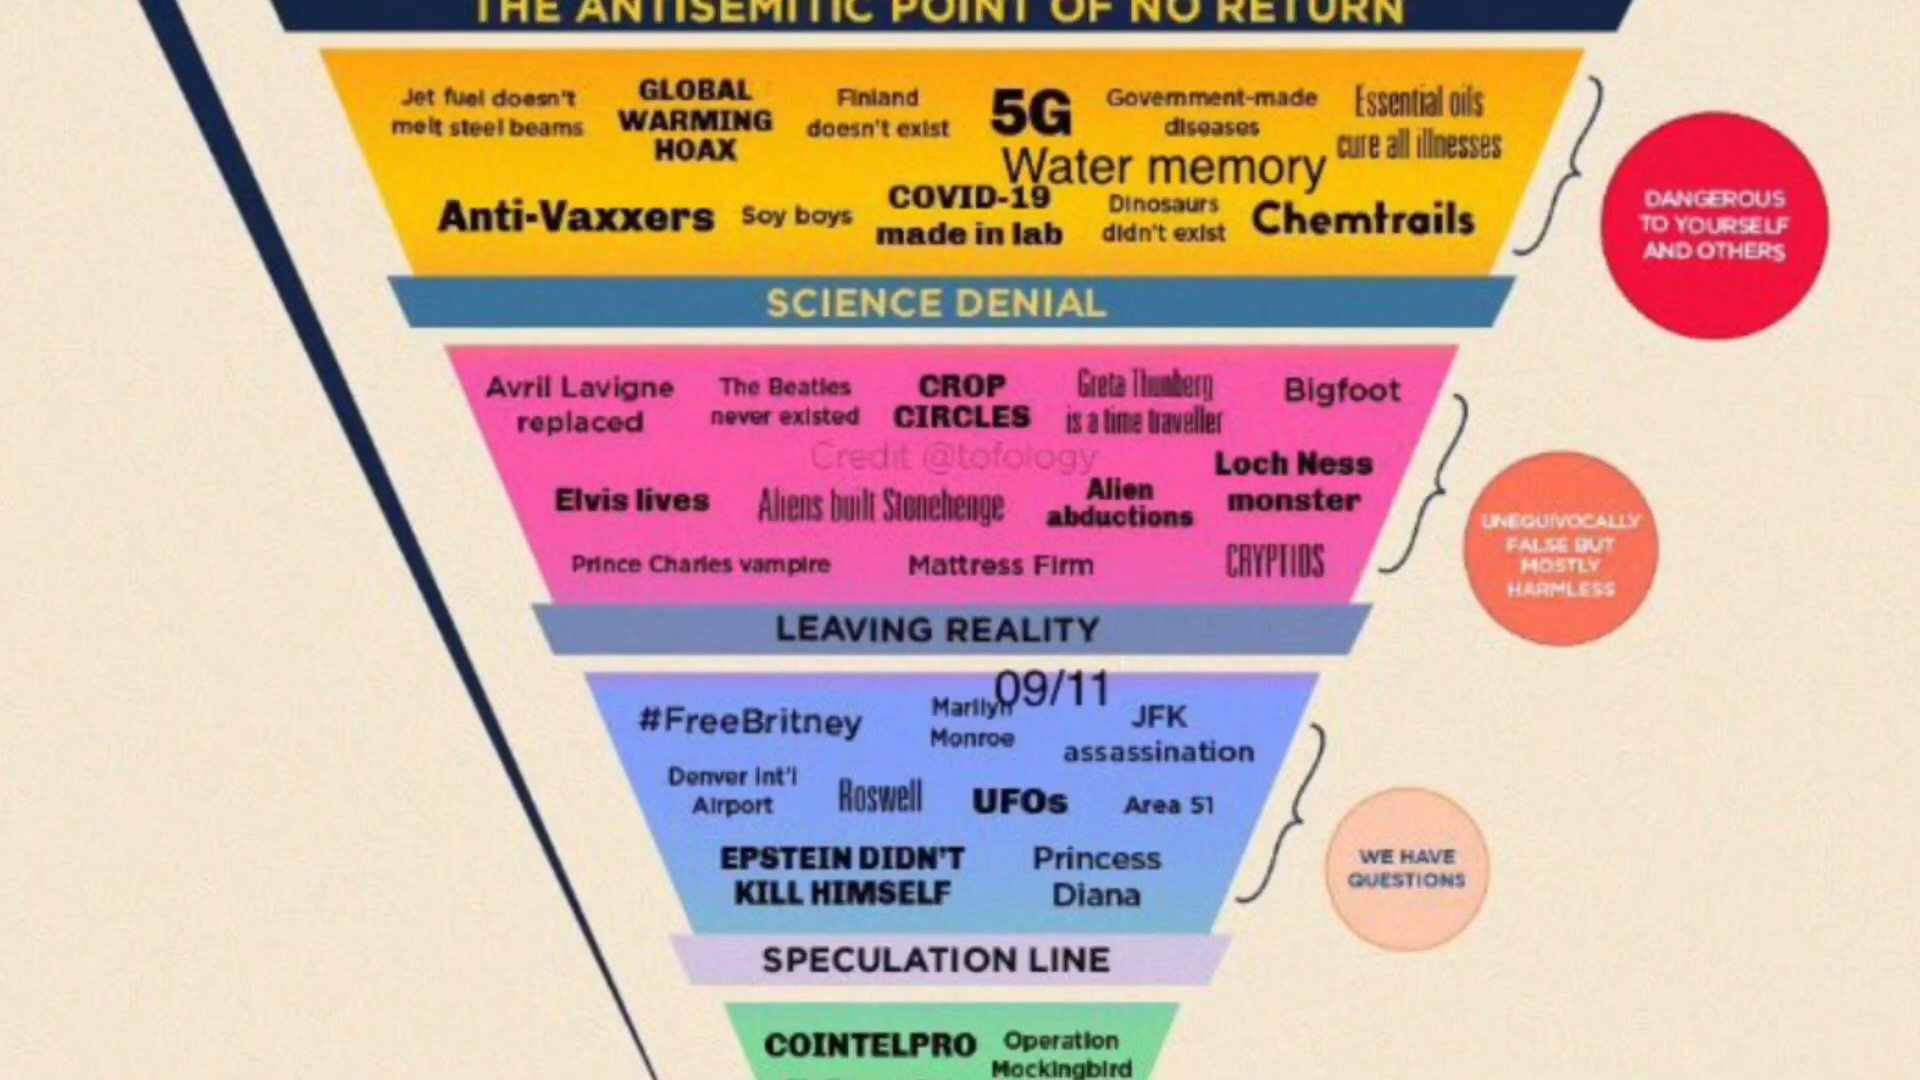 THE ANTISEMITIC POINT OF NO RETURN
Jet fuel doesn't
melt steel beams
GLOBAL
WARMING
HOAX
Finland
doesn't exist
5G
Government-made
diseases
Essential oils
cure all illnesses
Water memory
Anti-Vaxxers
Soy boys
COVID-19
made in lab
Dinosaurs
didn't exist
Chemtrails
DANGEROUS
TO YOURSELF
AND OTHERS
SCIENCE DENIAL
Avril Lavigne
replaced
The Beatles
never existed
CROP
CIRCLES
Greta Thunberg
is a time traveller
Bigfoot
Credit @tofology
Elvis lives
Aliens built Stonehenge
Alien
abductions
Loch Ness
monster
Prince Charles vampire
Mattress Firm
CRYPTIDS
UNEQUIVOCALLY
FALSE BUT
MOSTLY
HARMLESS
LEAVING REALITY
09/11
#FreeBritney
Marilyn
Monroe
JFK
assassination
Denver Int'l
Airport
Roswell
UFOs
Area 51
EPSTEIN DIDN'T
KILL HIMSELF
Princess
Diana
WE HAVE
QUESTIONS
SPECULATION LINE
COINTELPRO
Operation
Mockingbird